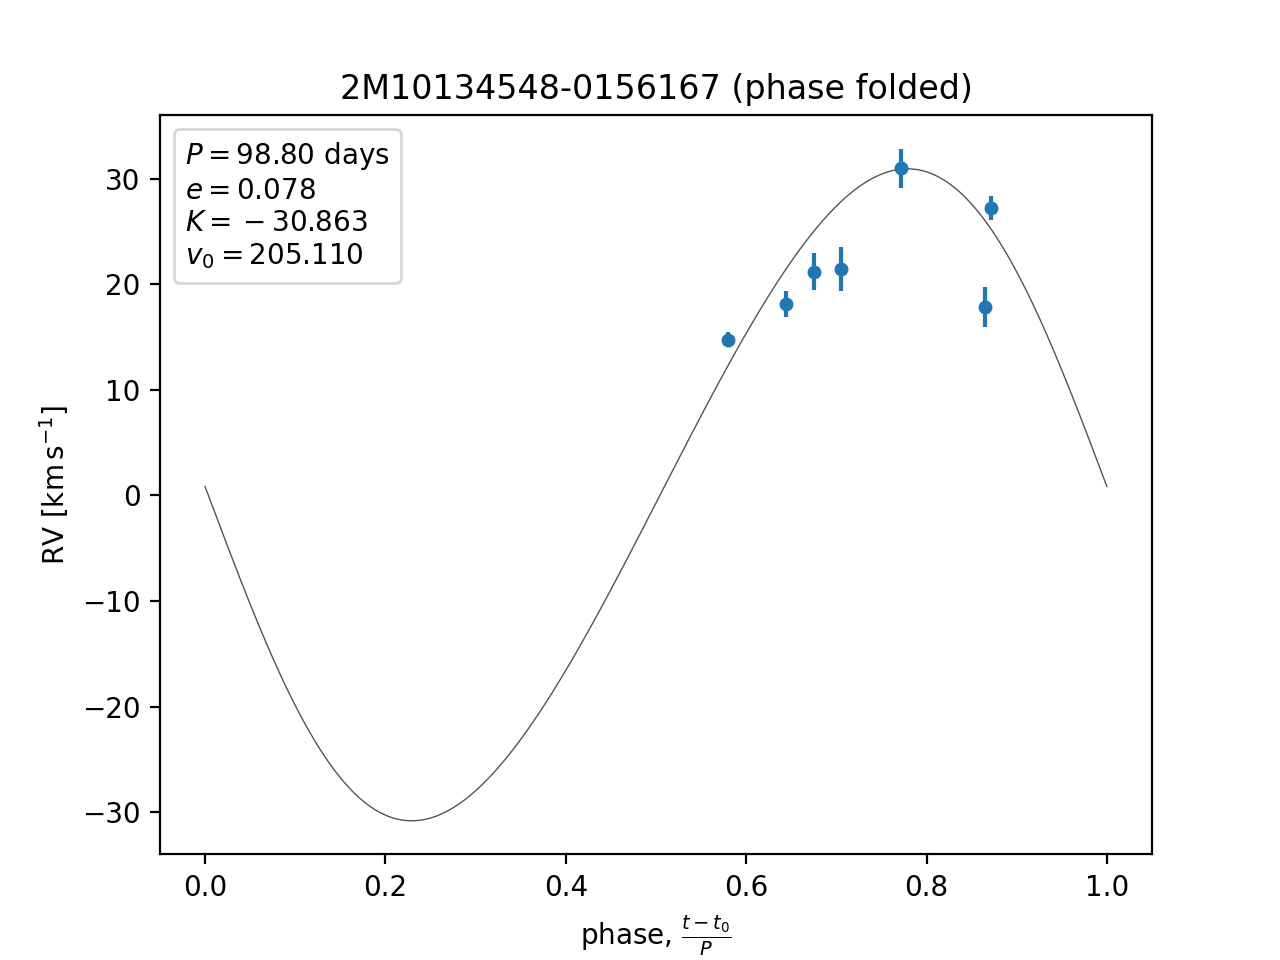 2M10134548-0156167 (phase folded)
P = 98.80 days
e = 0.078
K = − 30.863
v₀ = 205.110
30
20
10
0
−10
−20
−30
RV [km s⁻¹]
0.0 0.2 0.4 0.6 0.8 1.0
phase, (t − t₀)/P